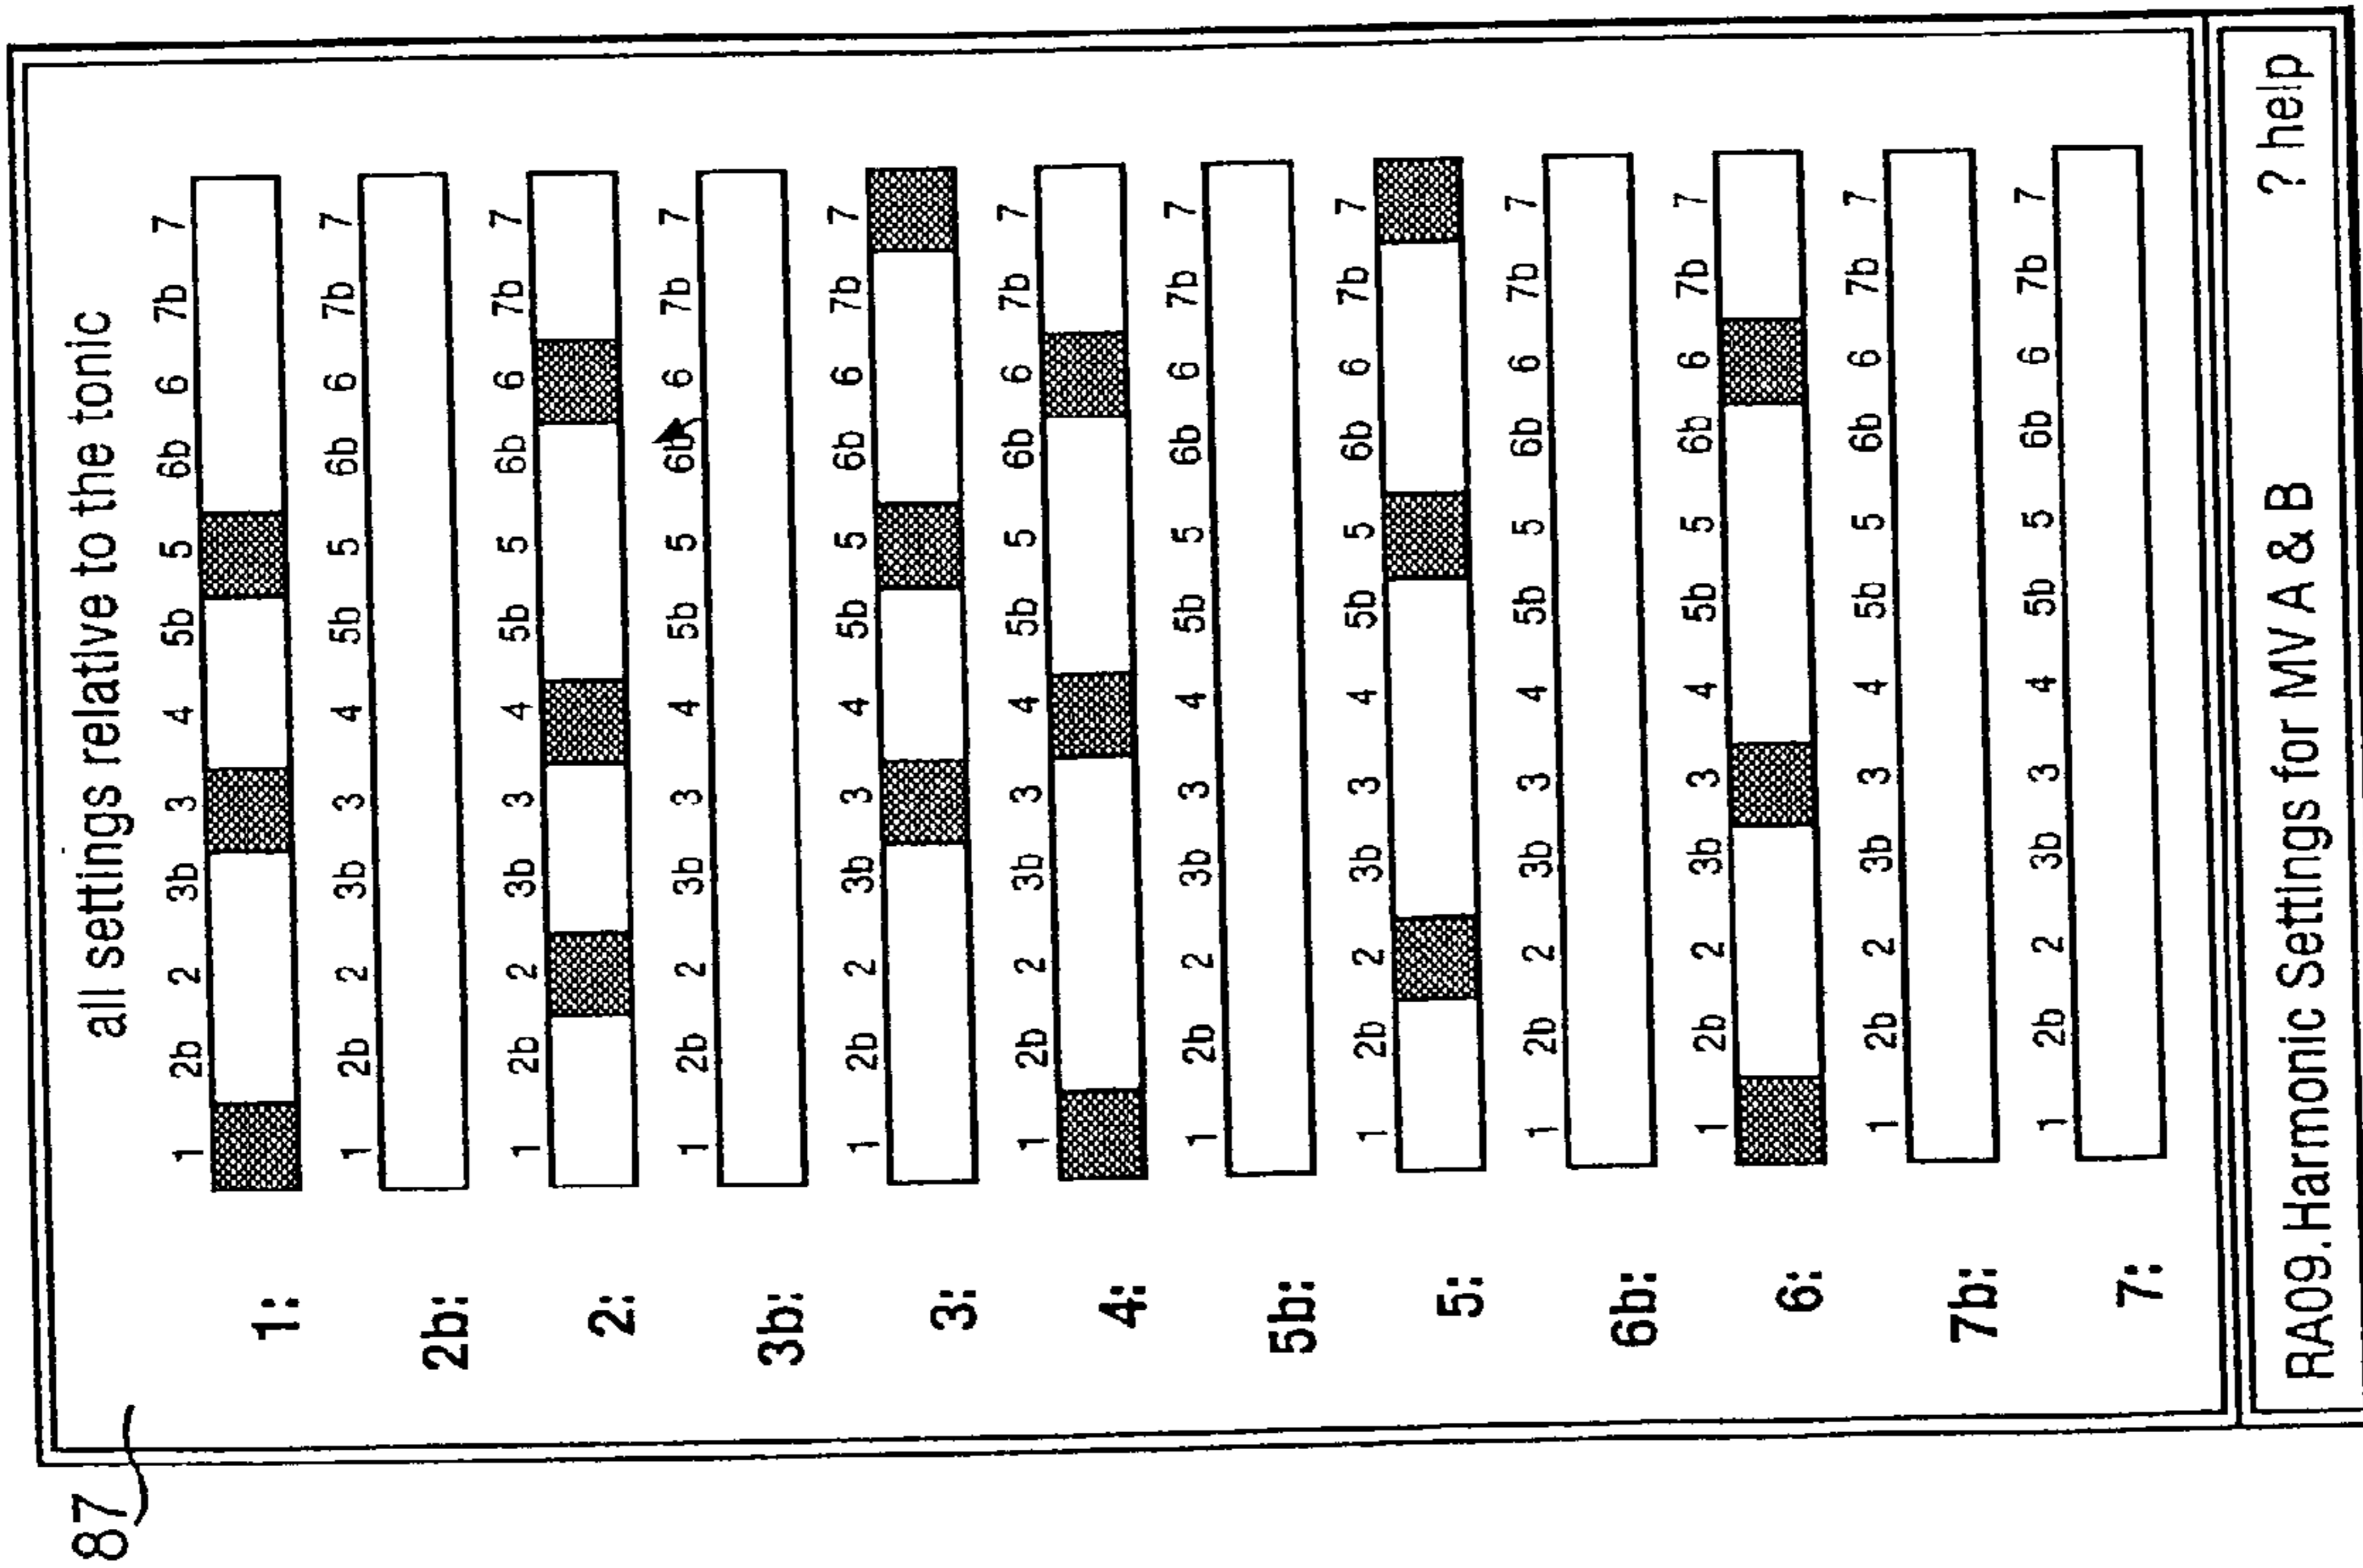 87
all settings relative to the tonic
1 2b 2 3b 3 4 5b 5 6b 6 7b 7
1:
1 2b 2 3b 3 4 5b 5 6b 6 7b 7
2b:
1 2b 2 3b 3 4 5b 5 6b 6 7b 7
2:
1 2b 2 3b 3 4 5b 5 6b 6 7b 7
3b:
1 2b 2 3b 3 4 5b 5 6b 6 7b 7
3:
1 2b 2 3b 3 4 5b 5 6b 6 7b 7
4:
1 2b 2 3b 3 4 5b 5 6b 6 7b 7
5b:
1 2b 2 3b 3 4 5b 5 6b 6 7b 7
5:
1 2b 2 3b 3 4 5b 5 6b 6 7b 7
6b:
1 2b 2 3b 3 4 5b 5 6b 6 7b 7
6:
1 2b 2 3b 3 4 5b 5 6b 6 7b 7
7b:
1 2b 2 3b 3 4 5b 5 6b 6 7b 7
7:
RA09.Harmonic Settings for MV A & B ? help